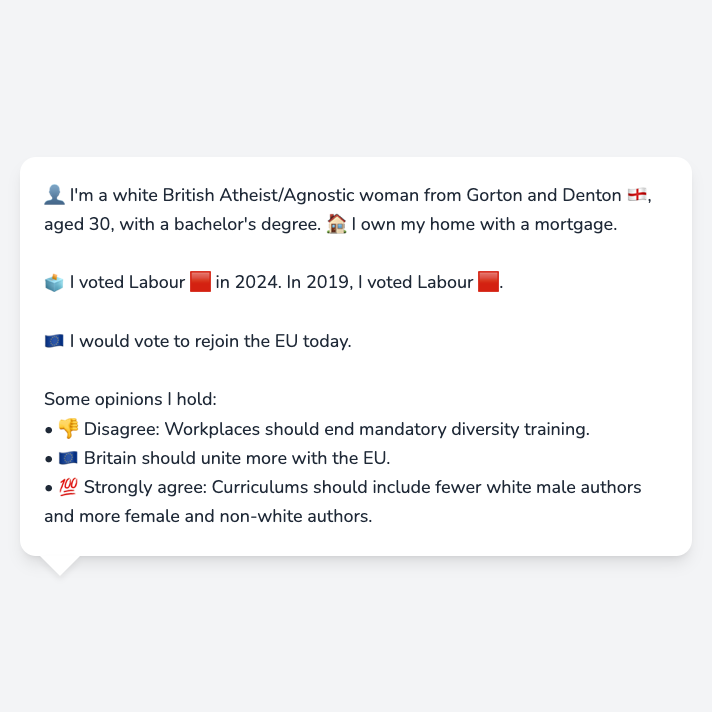 👤 I'm a white British Atheist/Agnostic woman from Gorton and Denton 🏴󠁧󠁢󠁥󠁮󠁧󠁿,
aged 30, with a bachelor's degree. 🏠 I own my home with a mortgage.
🗳️ I voted Labour 🟥 in 2024. In 2019, I voted Labour 🟥.
🇪🇺 I would vote to rejoin the EU today.
Some opinions I hold:
• 👎 Disagree: Workplaces should end mandatory diversity training.
• 🇪🇺 Britain should unite more with the EU.
• 💯 Strongly agree: Curriculums should include fewer white male authors
and more female and non-white authors.